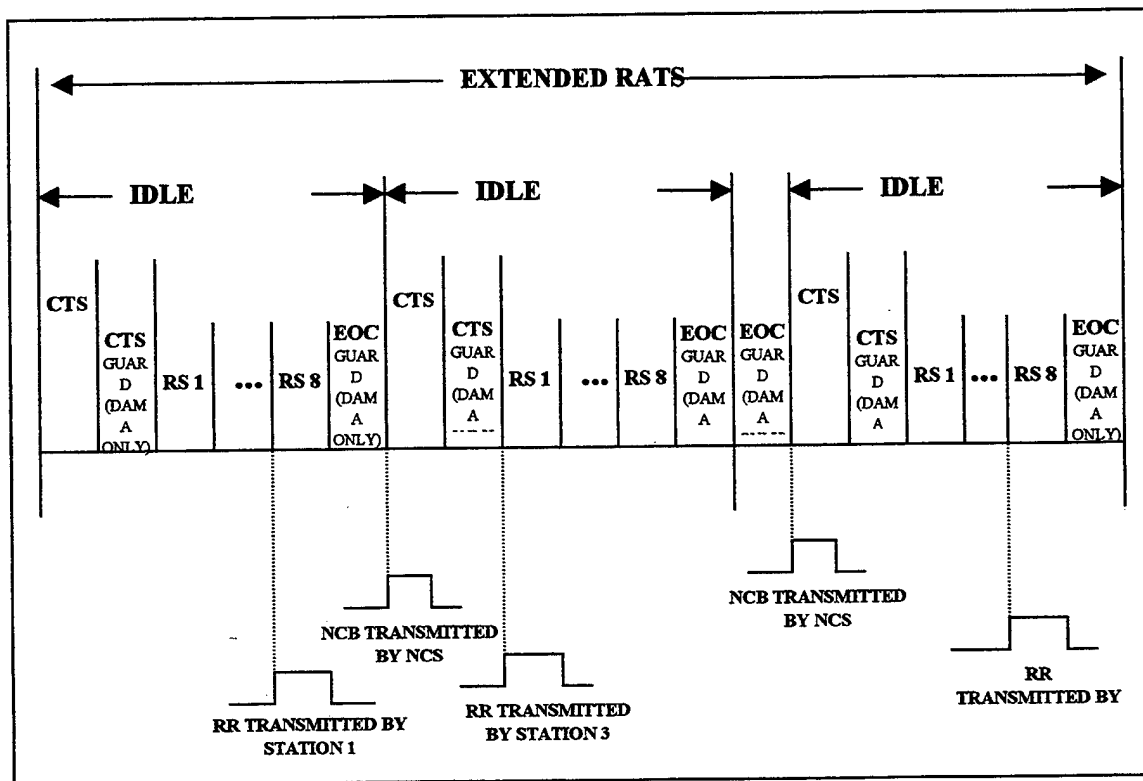 EXTENDED RATS
IDLE
IDLE
IDLE
CTS
CTS
GUAR
D
(DAM
A
ONLY)
RS 1
...
RS 8
EOC
GUAR
D
(DAM
A
ONLY)
CTS
CTS
GUAR
D
(DAM
A
RS 1
...
RS 8
EOC
GUAR
D
(DAM
A
EOC
GUAR
D
(DAM
A
CTS
CTS
GUAR
D
(DAM
A
RS 1
...
RS 8
EOC
GUAR
D
(DAM
A
ONLY)
NCB TRANSMITTED
BY NCS
NCB TRANSMITTED
BY NCS
RR TRANSMITTED BY
STATION 1
RR TRANSMITTED
BY STATION 3
RR
TRANSMITTED BY